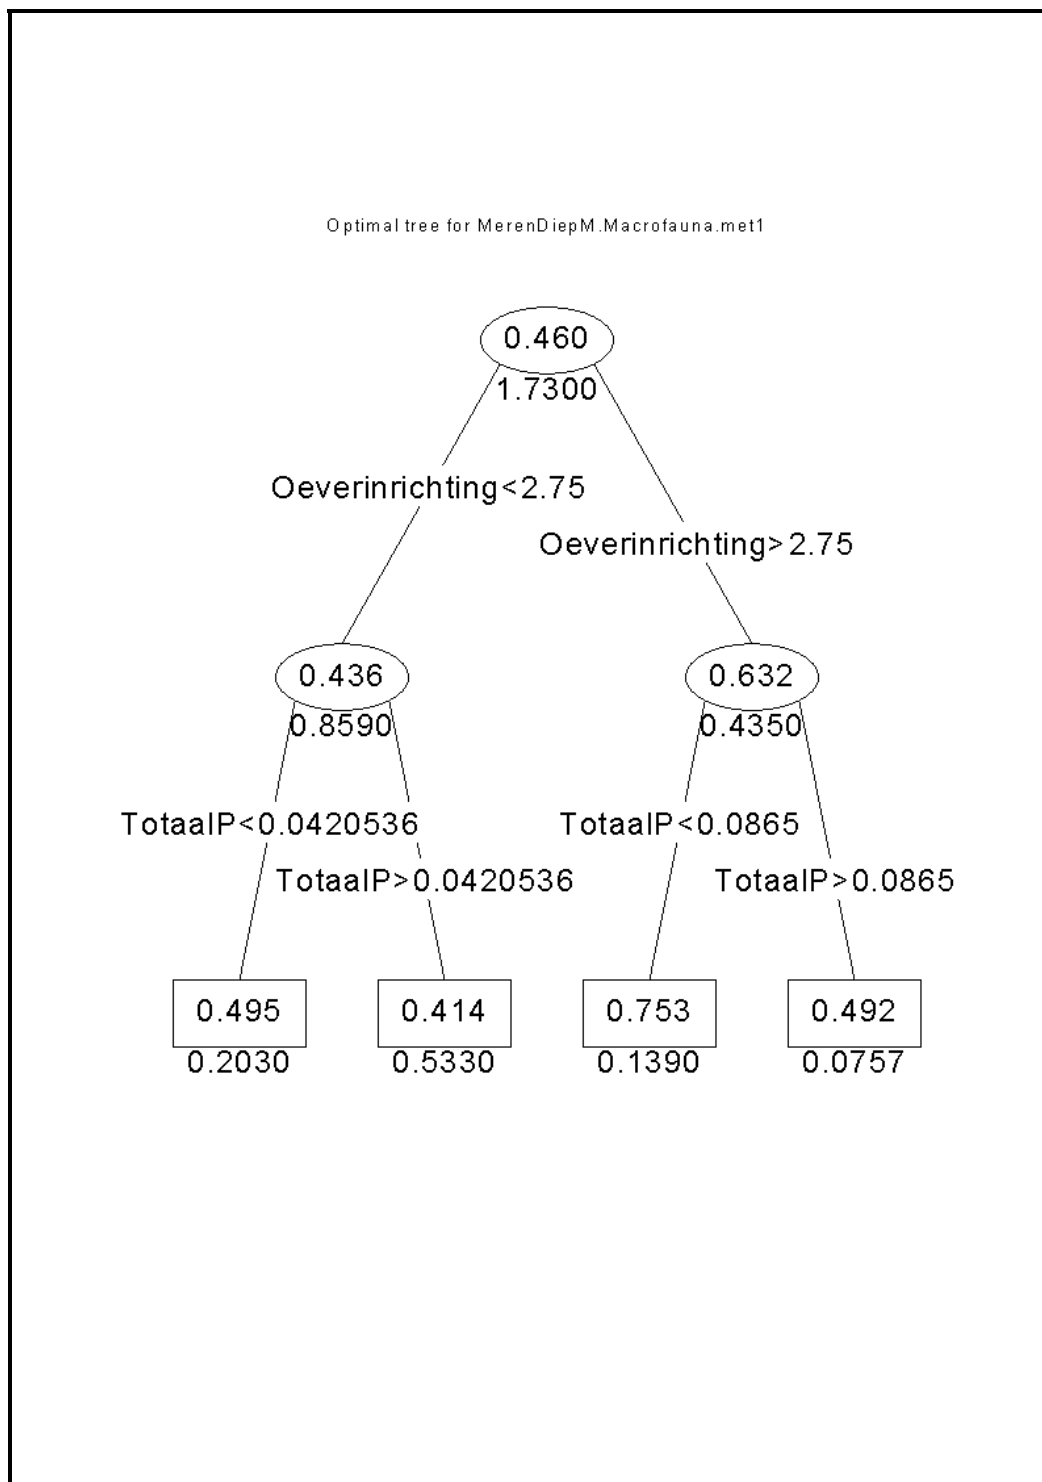 Optimal tree for MerenDiepM.Macrofauna.met1
0.460
1.7300
Oeverinrichting<2.75
Oeverinrichting>2.75
0.436
0.8590
0.632
0.4350
TotaalP<0.0420536
TotaalP>0.0420536
TotaalP<0.0865
TotaalP>0.0865
0.495
0.2030
0.414
0.5330
0.753
0.1390
0.492
0.0757